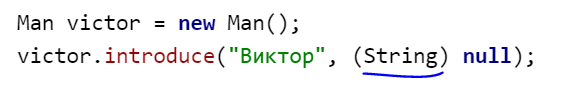 Man victor = new Man();
victor.introduce("Виктор", (String) null);